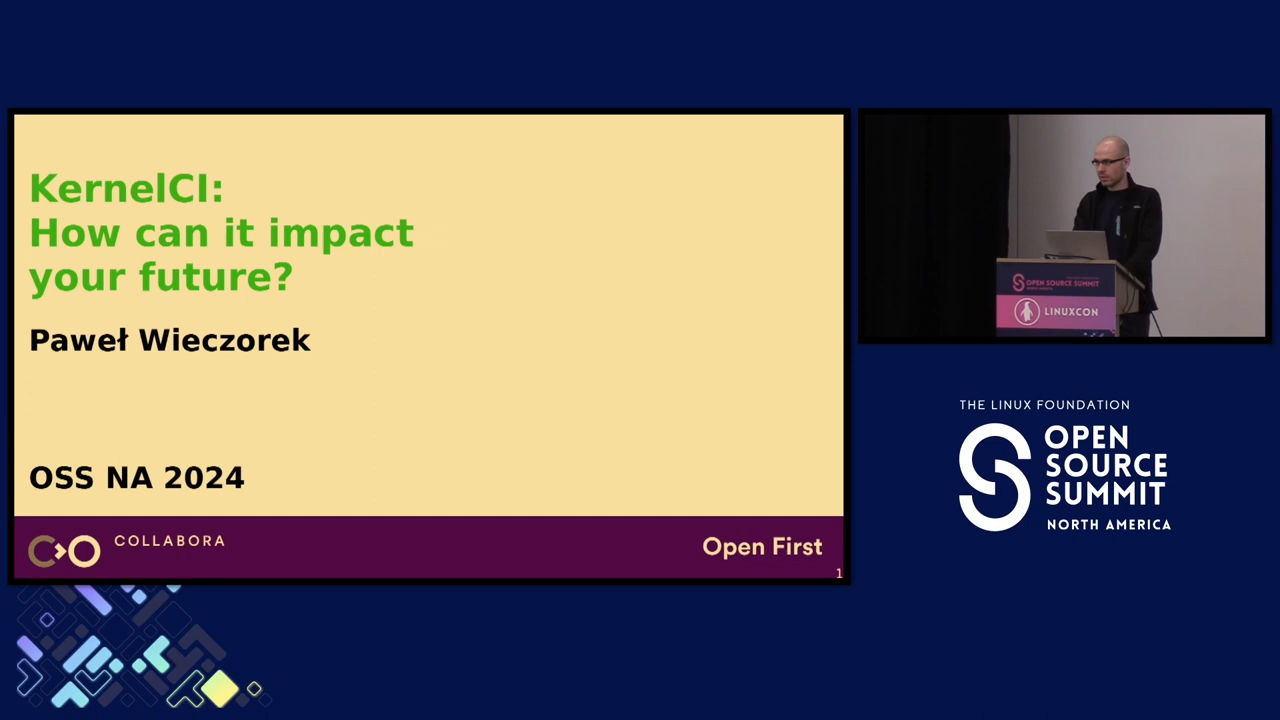 KernelCI:
How can it impact
your future?
Paweł Wieczorek
OSS NA 2024
COLLABORA
Open First
1
OPEN SOURCE SUMMIT
LINUXCON
THE LINUX FOUNDATION
OPEN
SOURCE
SUMMIT
NORTH AMERICA